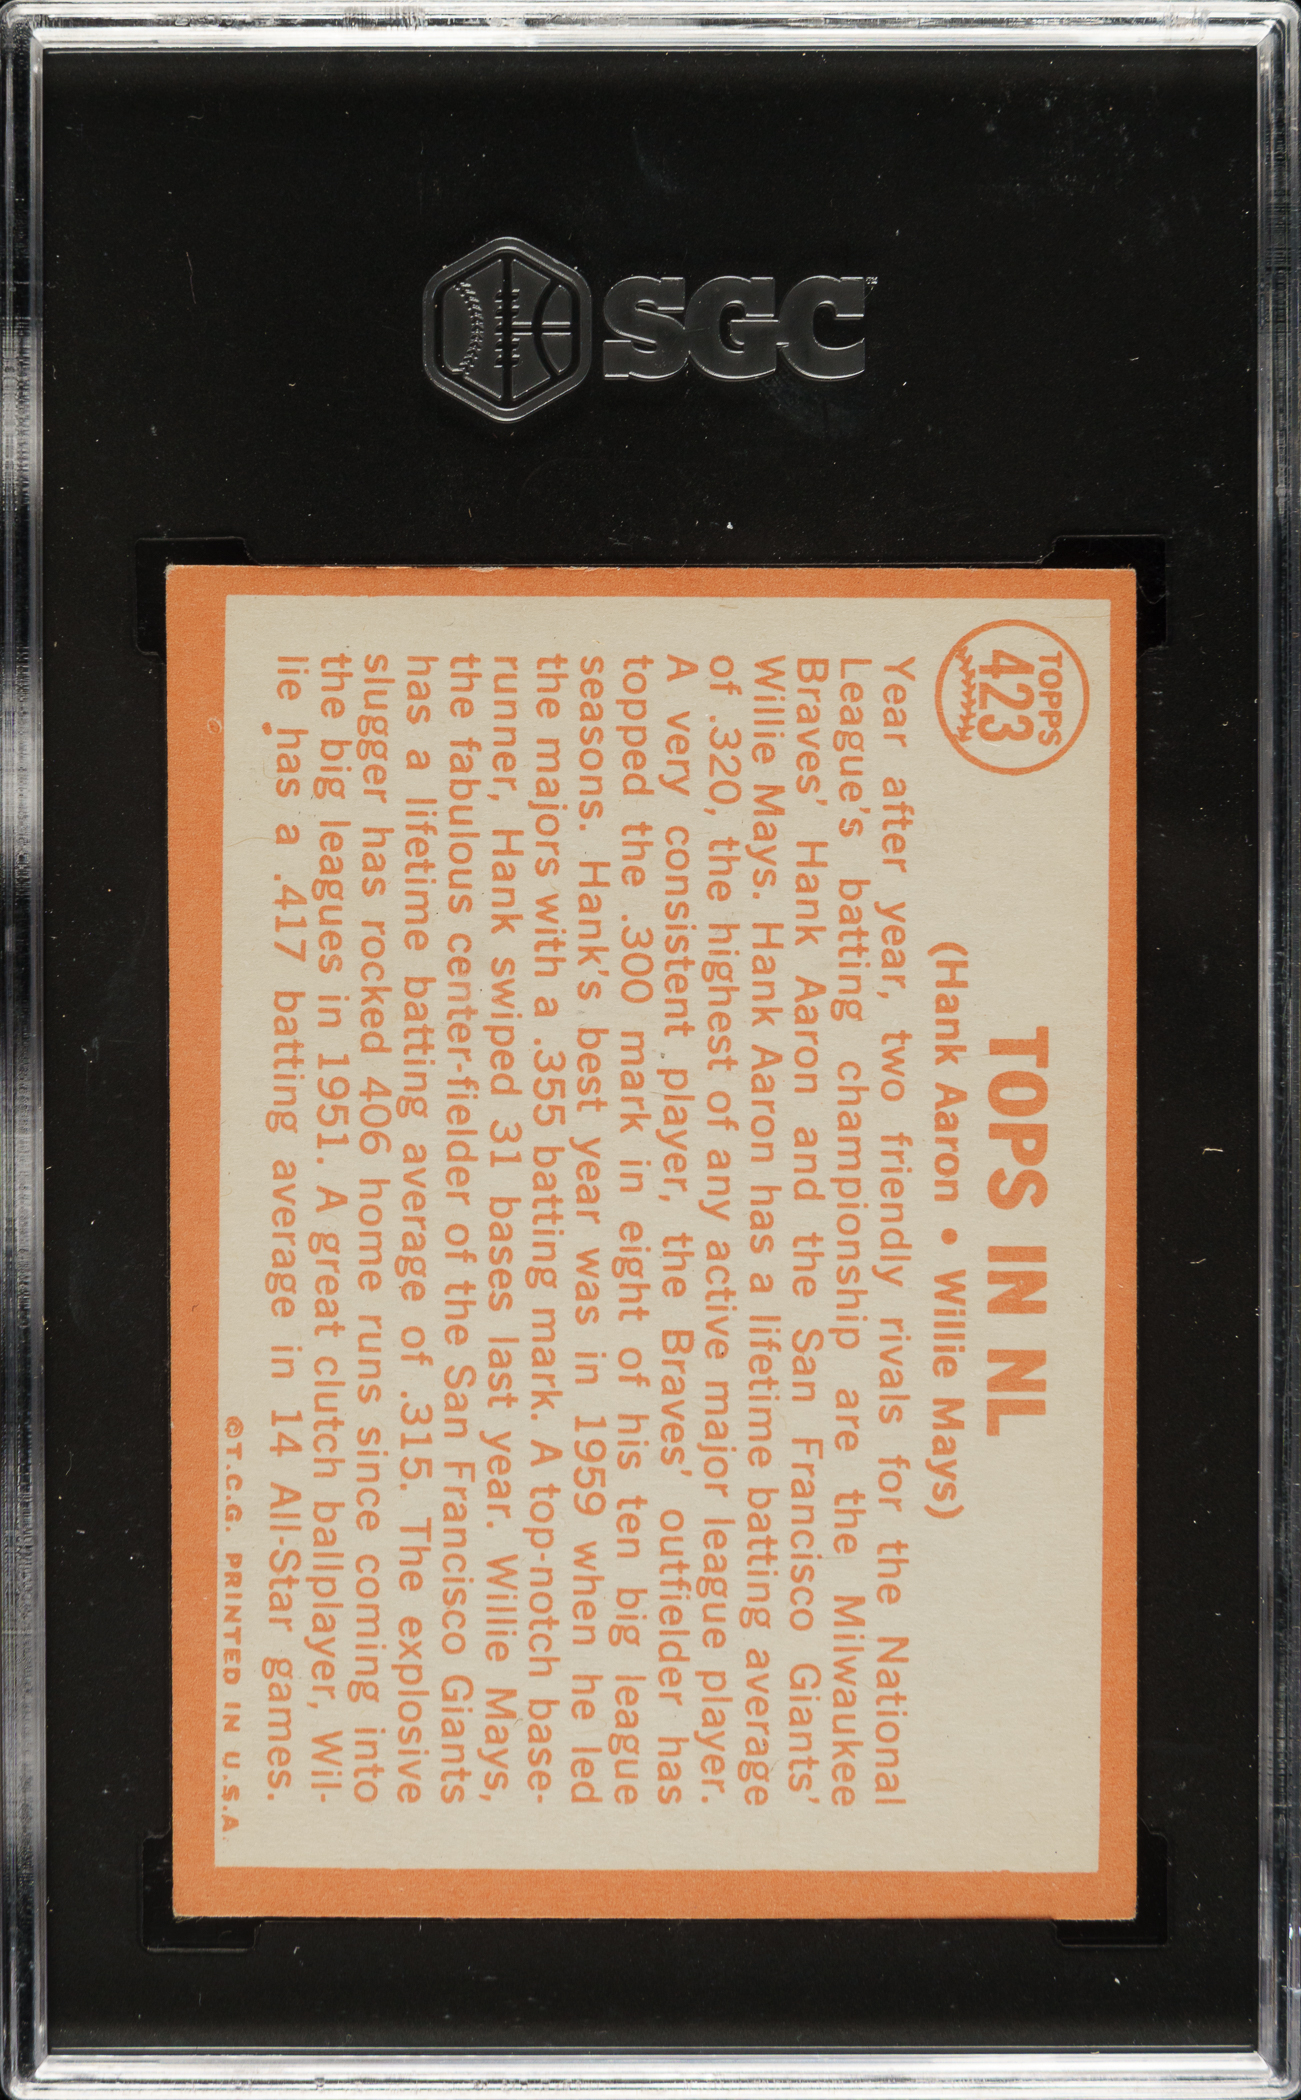 SGC
TOPPS
423
TOPS IN NL
(Hank Aaron • Willie Mays)
Year after year, two friendly rivals for the National
League's batting championship are the Milwaukee
Braves' Hank Aaron and the San Francisco Giants'
Willie Mays. Hank Aaron has a lifetime batting average
of .320, the highest of any active major league player.
A very consistent player, the Braves' outfielder has
topped the .300 mark in eight of his ten big league
seasons. Hank's best year was in 1959 when he led
the majors with a .355 batting mark. A top-notch base-
runner, Hank swiped 31 bases last year. Willie Mays,
the fabulous center-fielder of the San Francisco Giants
has a lifetime batting average of .315. The explosive
slugger has rocked 406 home runs since coming into
the big leagues in 1951. A great clutch ballplayer, Wil-
lie has a .417 batting average in 14 All-Star games.
©T.C.G. PRINTED IN U.S.A.